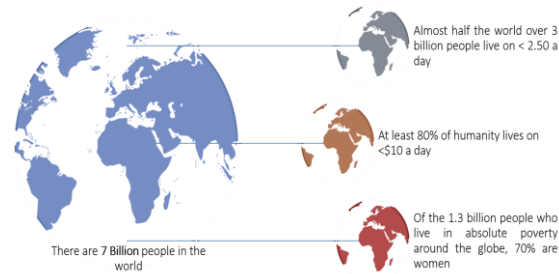 Almost half the world over 3
billion people live on < 2.50 a
day
At least 80% of humanity lives on
<$10 a day
Of the 1.3 billion people who
live in absolute poverty
around the globe, 70% are
women
There are 7 Billion people in the
world